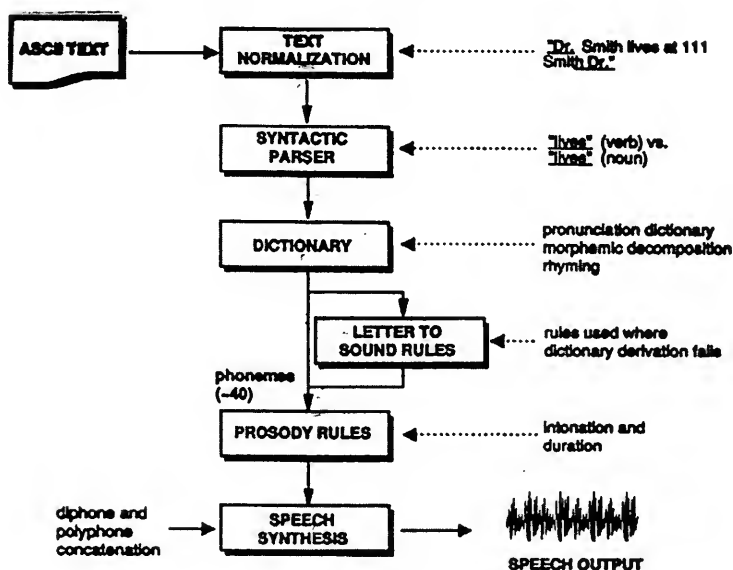 ASCII TEXT
TEXT
NORMALIZATION
"Dr. Smith lives at 111
Smith Dr."
SYNTACTIC
PARSER
"lives" (verb) vs.
"lives" (noun)
DICTIONARY
pronunciation dictionary
morphemic decomposition
rhyming
LETTER TO
SOUND RULES
rules used where
dictionary derivation fails
phonemes
(~40)
PROSODY RULES
intonation and
duration
diphone and
polyphone
concatenation
SPEECH
SYNTHESIS
SPEECH OUTPUT